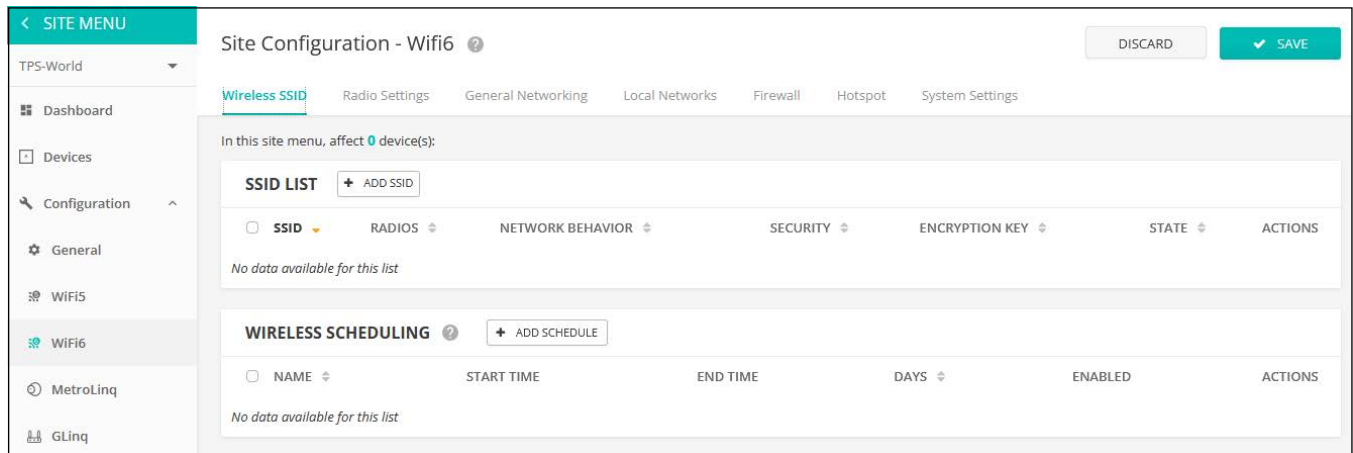 SITE MENU
TPS-World
Dashboard
Devices
Configuration
General
WiFi5
WiFi6
MetroLinq
GLinq
Site Configuration - Wifi6 ?
DISCARD
SAVE
Wireless SSID Radio Settings General Networking Local Networks Firewall Hotspot System Settings
In this site menu, affect 0 device(s):
SSID LIST + ADD SSID
SSID RADIOS NETWORK BEHAVIOR SECURITY ENCRYPTION KEY STATE ACTIONS
No data available for this list
WIRELESS SCHEDULING ? + ADD SCHEDULE
NAME START TIME END TIME DAYS ENABLED ACTIONS
No data available for this list